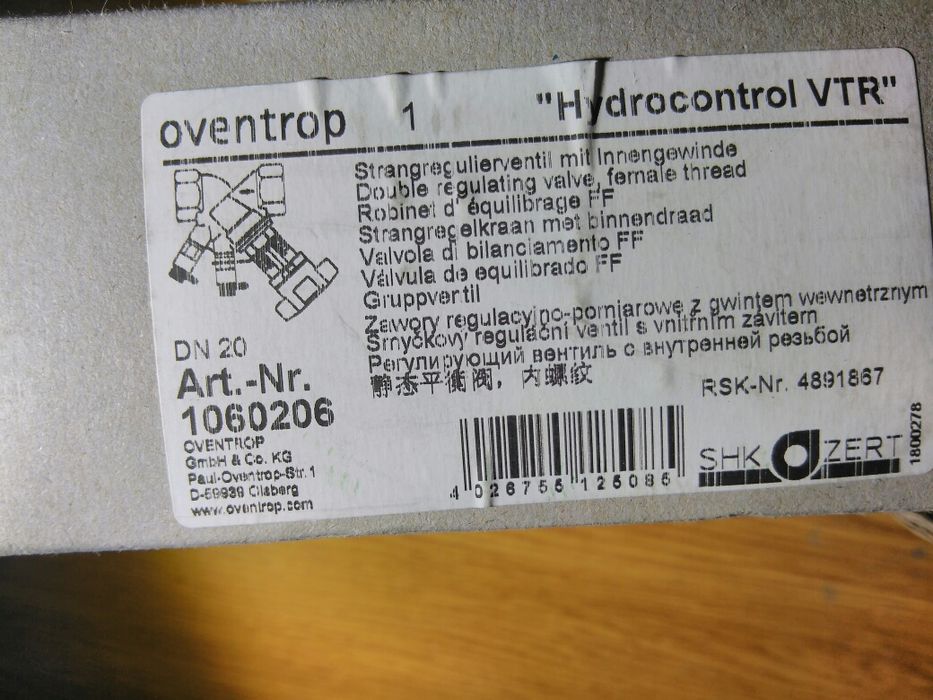 oventrop 1 "Hydrocontrol VTR"
Strangregulierventil mit Innengewinde
Double regulating valve, female thread
Robinet d' équilibrage FF
Strangregelkraan met binnendraad
Valvola di bilanciamento FF
Válvula de equilibrado FF
Gruppventil
Zawory regulacyjno-pomiarowe z gwintem wewnetrznym
Smyčkový regulační ventil s vnitřním závitem
Регулирующий вентиль с внутренней резьбой
静态平衡阀，内螺纹
DN 20
Art.-Nr.
1060206
OVENTROP
GmbH & Co. KG
Paul-Oventrop-Str. 1
D-59939 Olsberg
www.oventrop.com
RSK-Nr. 4891867
4 026755 125085
SHK ZERT
1800278